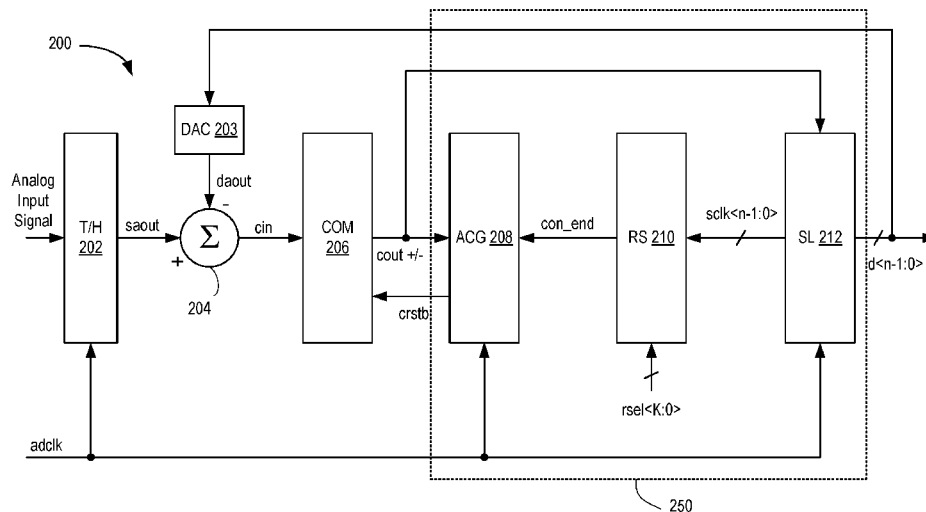 200
DAC 203
daout
Analog
Input
Signal
T/H
202
saout
-
Σ
+
204
cin
COM
206
cout +/-
crstb
ACG 208
con_end
RS 210
sclk<n-1:0>
SL 212
d<n-1:0>
rsel<K:0>
adclk
250